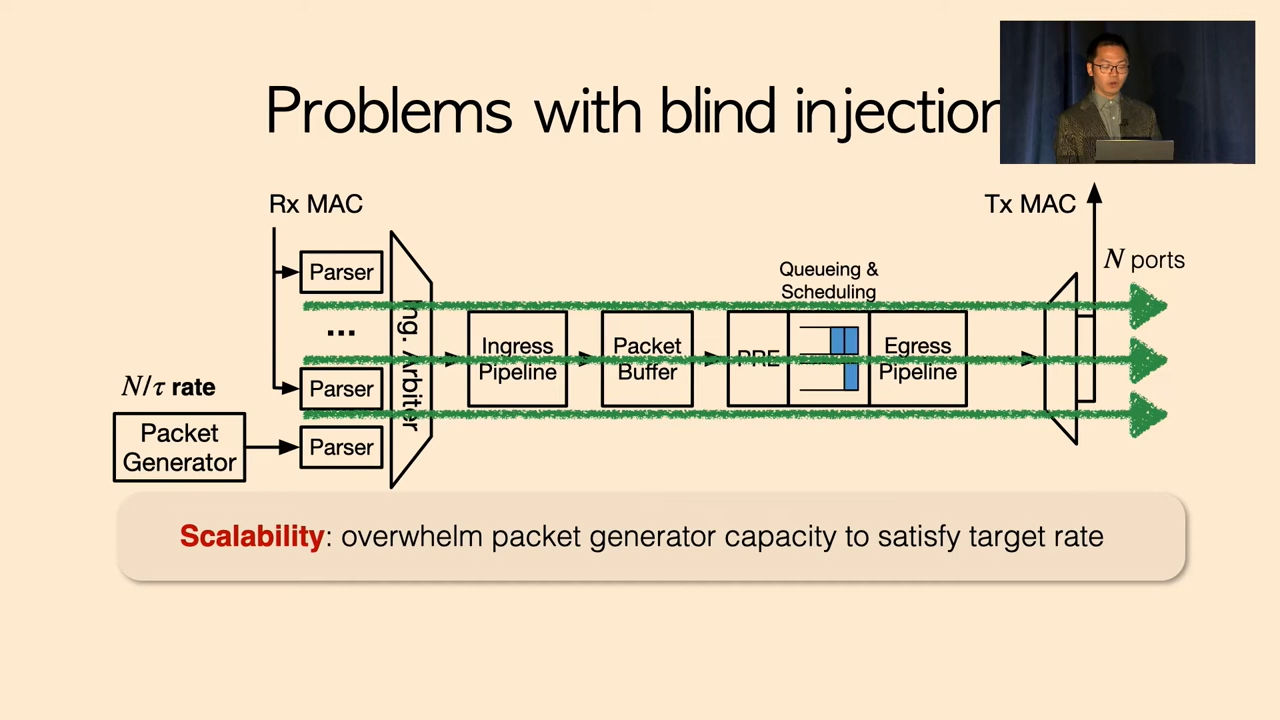 Problems with blind injection
Rx MAC
Tx MAC
N ports
Queueing &
Scheduling
Parser
...
Ing. Arbiter
Ingress
Pipeline
Packet
Buffer
PRE
Egress
Pipeline
N/τ rate
Parser
Packet
Generator
Parser
Scalability: overwhelm packet generator capacity to satisfy target rate